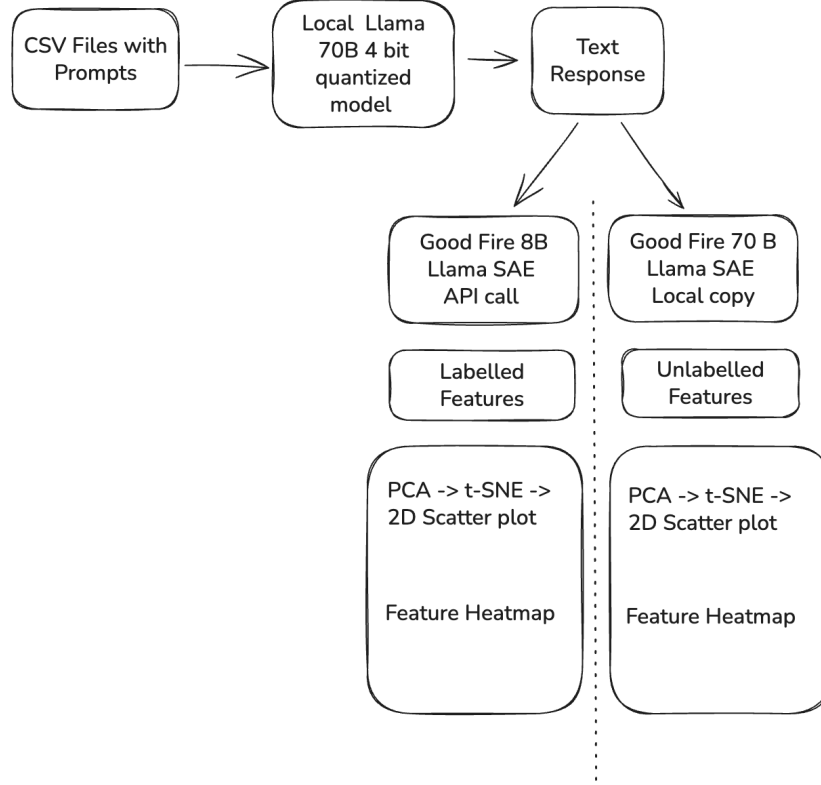 CSV Files with
Prompts
Local Llama
70B 4 bit
quantized
model
Text
Response
Good Fire 8B
Llama SAE
API call
Good Fire 70 B
Llama SAE
Local copy
Labelled
Features
Unlabelled
Features
PCA -> t-SNE ->
2D Scatter plot
Feature Heatmap
PCA -> t-SNE ->
2D Scatter plot
Feature Heatmap